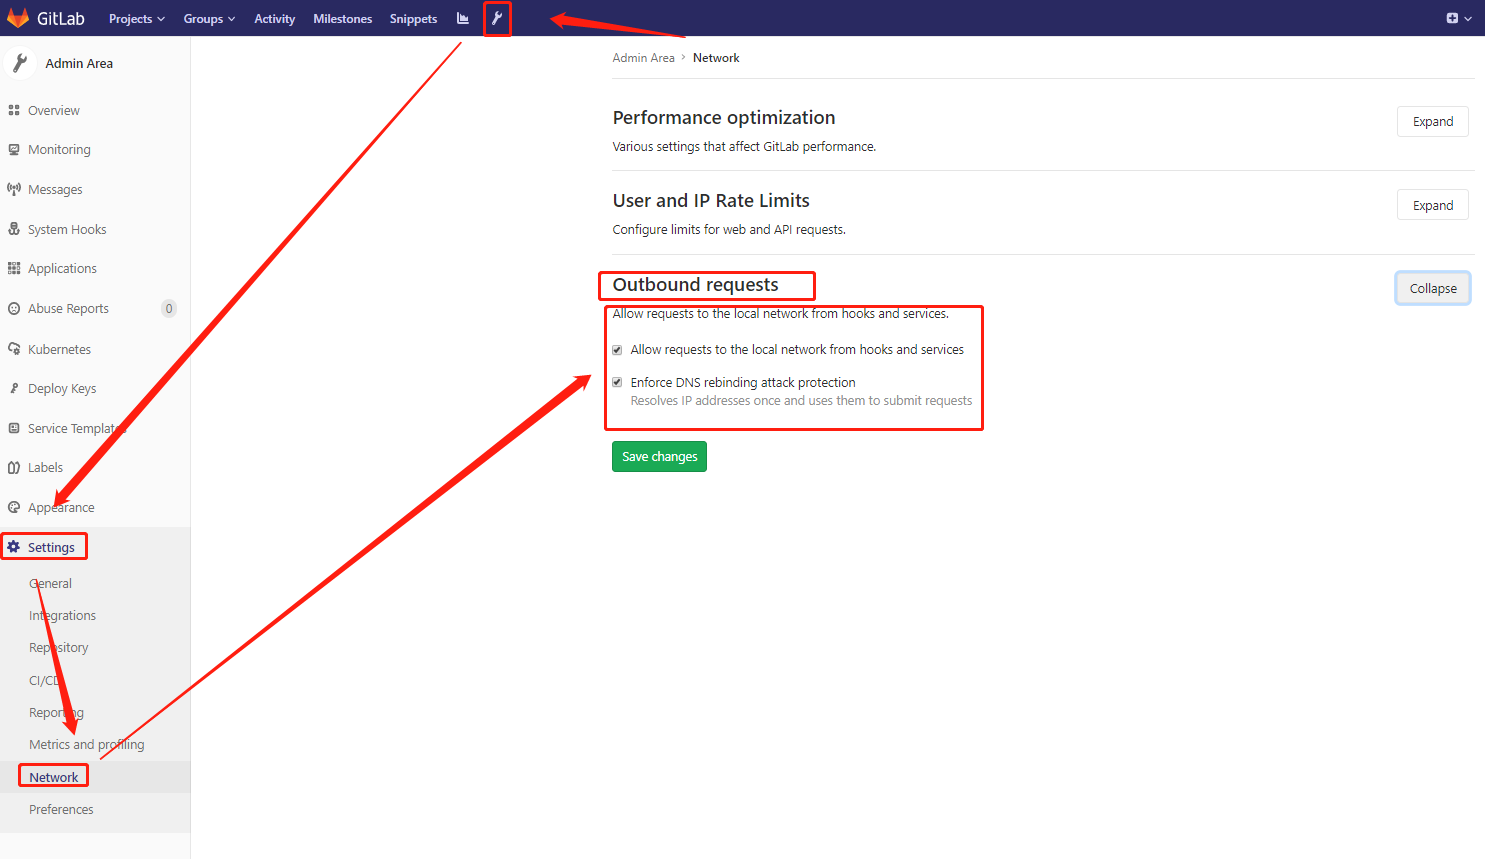 GitLab Projects Groups Activity Milestones Snippets
Admin Area
Overview
Monitoring
Messages
System Hooks
Applications
Abuse Reports 0
Kubernetes
Deploy Keys
Service Templates
Labels
Appearance
Settings
General
Integrations
Repository
CI/CD
Reporting
Metrics and profiling
Network
Preferences
Admin Area › Network
Performance optimization
Expand
Various settings that affect GitLab performance.
User and IP Rate Limits
Expand
Configure limits for web and API requests.
Outbound requests
Collapse
Allow requests to the local network from hooks and services.
Allow requests to the local network from hooks and services
Enforce DNS rebinding attack protection
Resolves IP addresses once and uses them to submit requests
Save changes